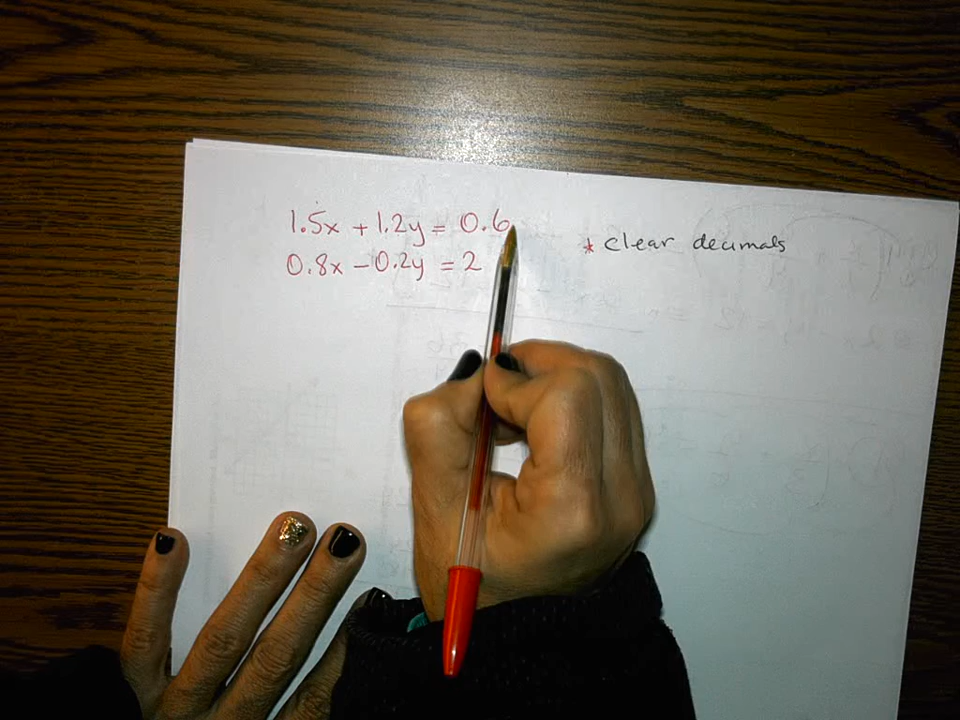 1.5x + 1.2y = 0.6
0.8x - 0.2y = 2
* clear decimals